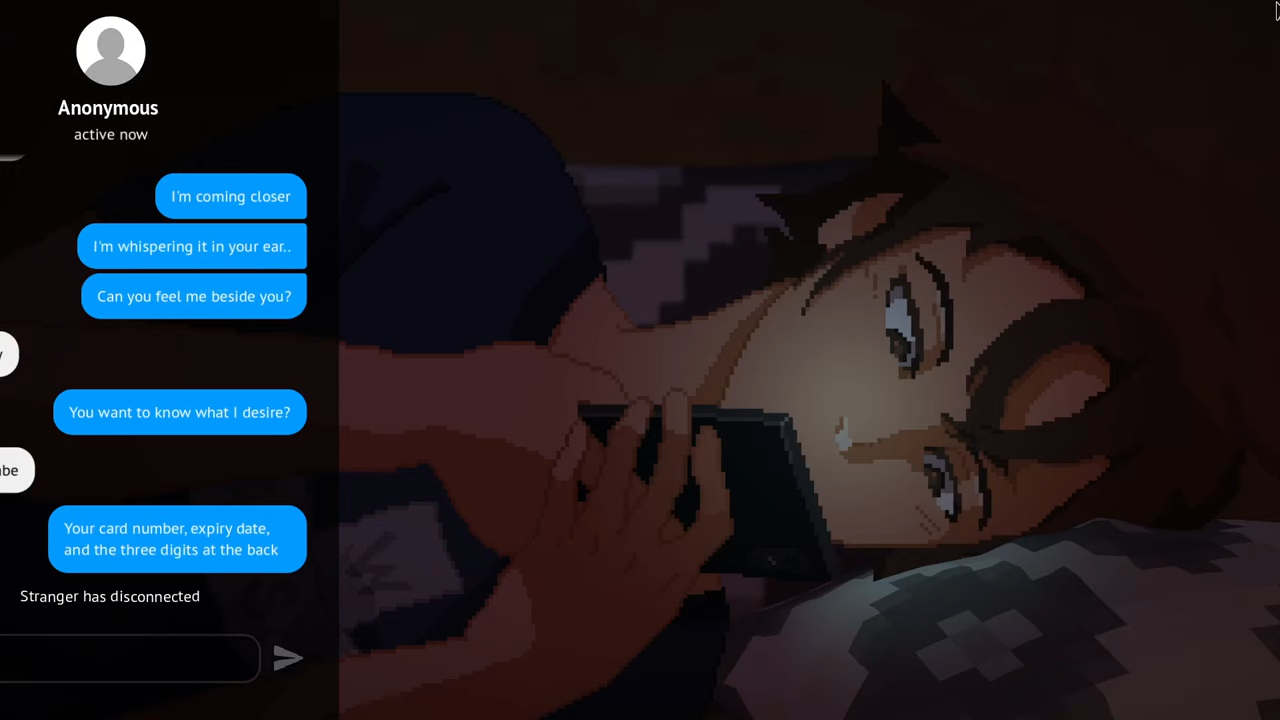 Anonymous
active now
I'm coming closer
I'm whispering it in your ear..
Can you feel me beside you?
You want to know what I desire?
Your card number, expiry date,
and the three digits at the back
Stranger has disconnected